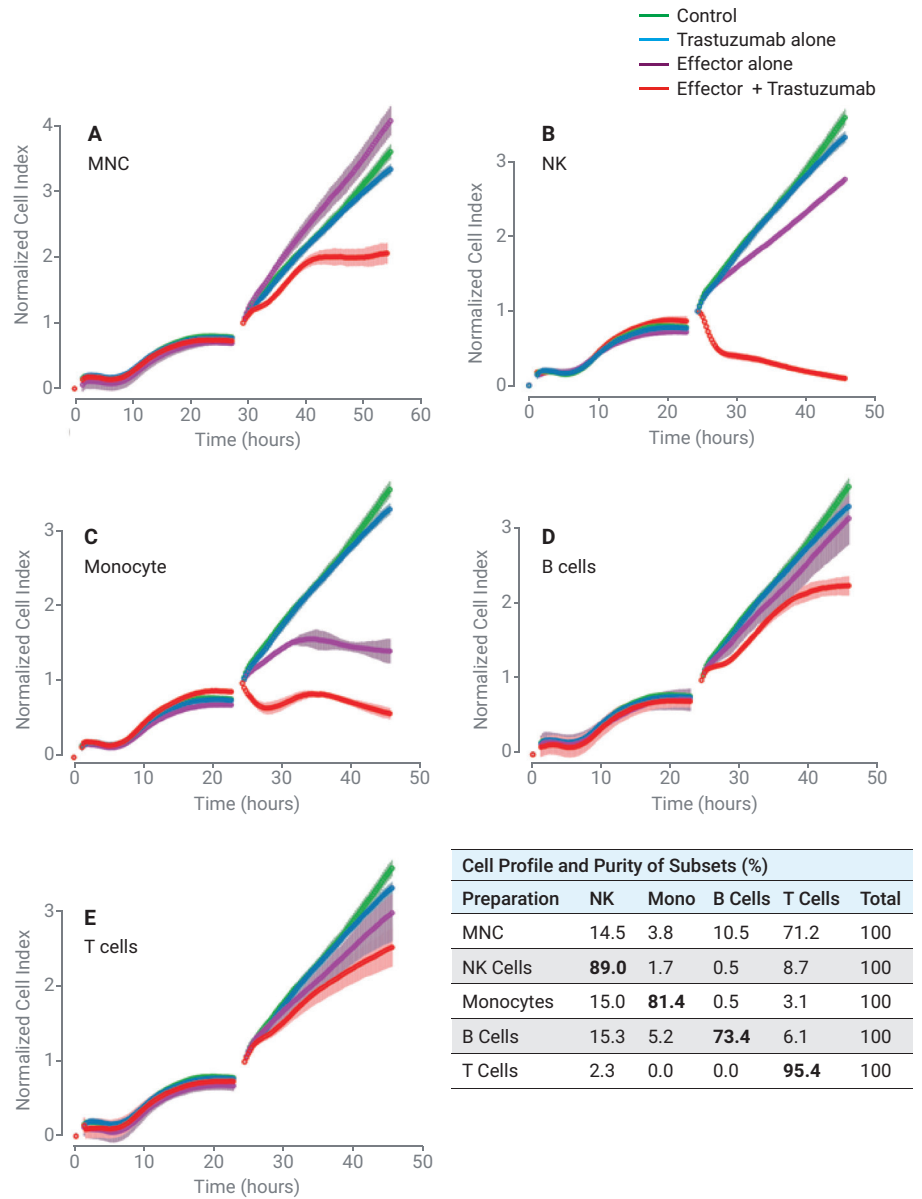 Control
Trastuzumab alone
Effector alone
Effector + Trastuzumab
A
MNC
Normalized Cell Index
4
3
2
1
0
0 10 20 30 40 50 60
Time (hours)
B
NK
Normalized Cell Index
3
2
1
0
0 10 20 30 40 50
Time (hours)
C
Monocyte
Normalized Cell Index
3
2
1
0
0 10 20 30 40 50
Time (hours)
D
B cells
Normalized Cell Index
3
2
1
0
0 10 20 30 40 50
Time (hours)
E
T cells
Normalized Cell Index
3
2
1
0
0 10 20 30 40 50
Time (hours)
Cell Profile and Purity of Subsets (%)
Preparation NK Mono B Cells T Cells Total
MNC 14.5 3.8 10.5 71.2 100
NK Cells 89.0 1.7 0.5 8.7 100
Monocytes 15.0 81.4 0.5 3.1 100
B Cells 15.3 5.2 73.4 6.1 100
T Cells 2.3 0.0 0.0 95.4 100